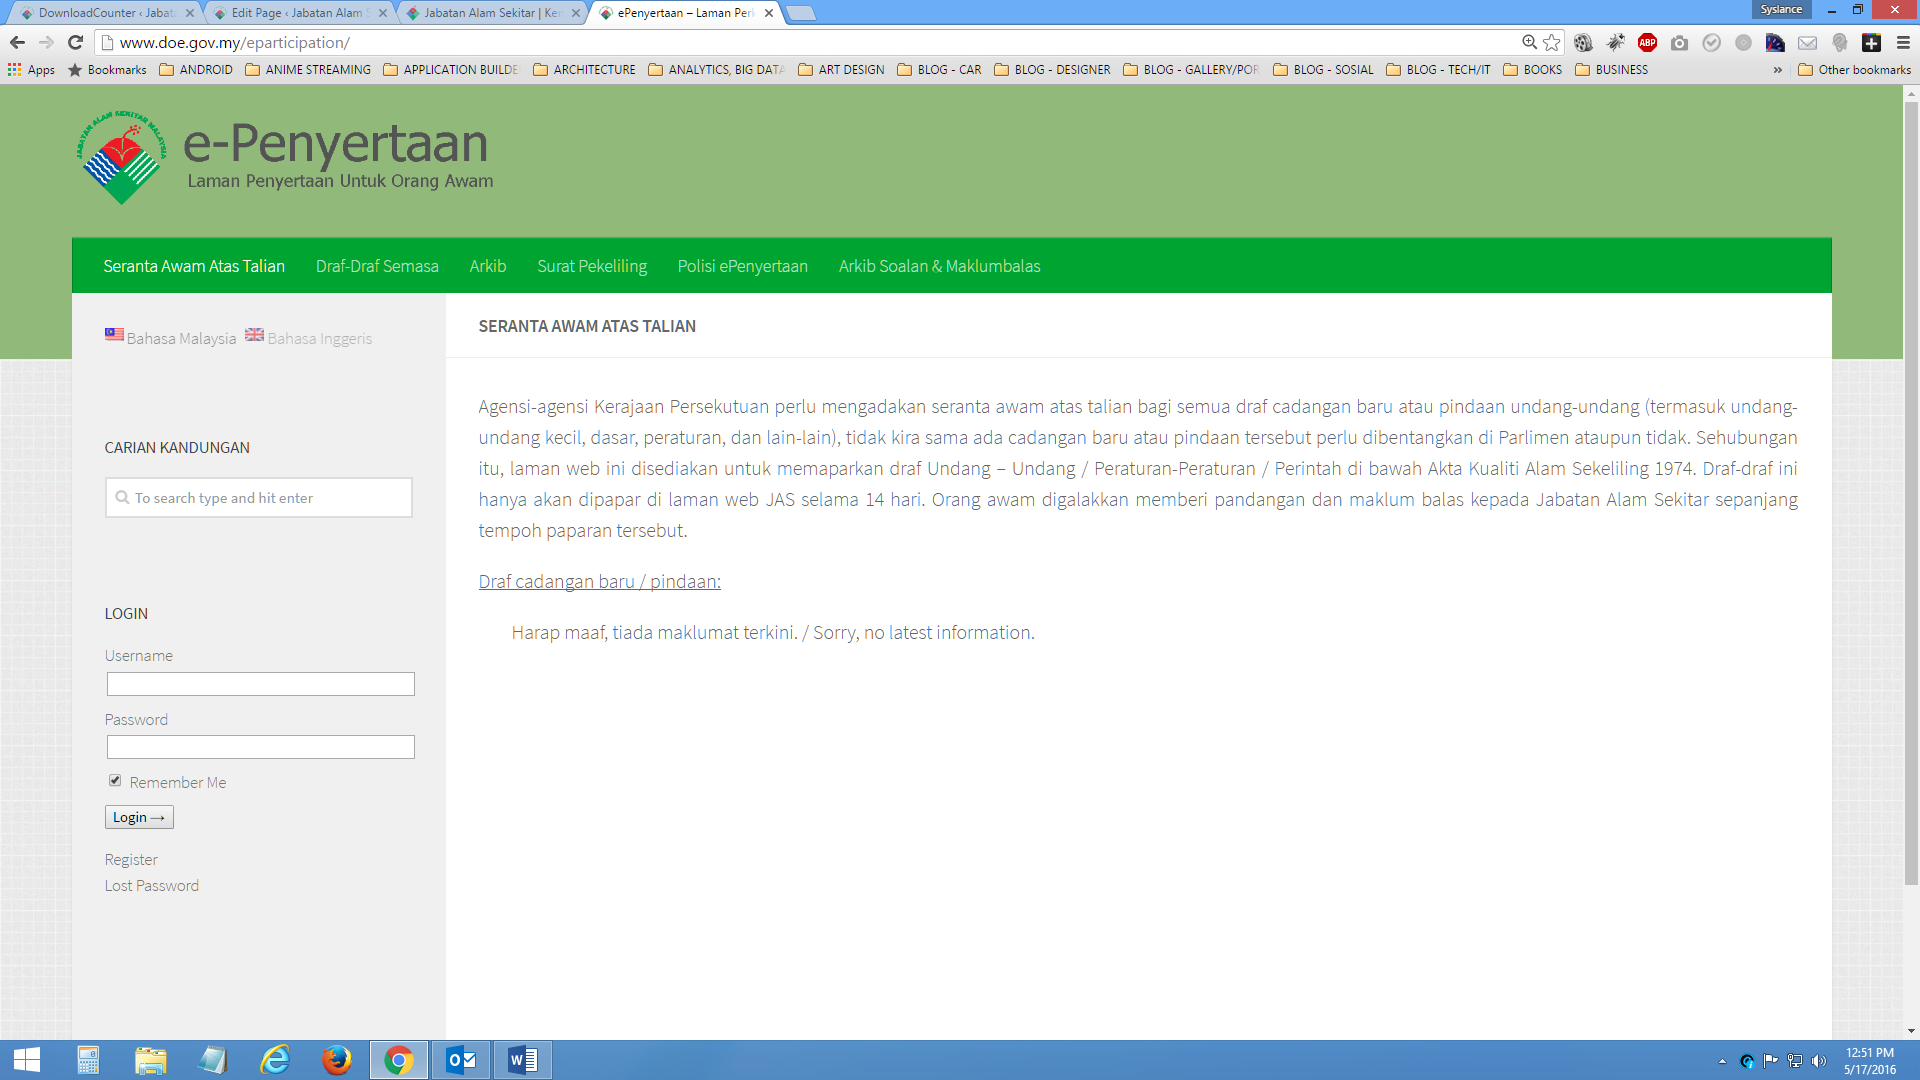 DownloadCounter ‹ Jabat
Edit Page ‹ Jabatan Alam S
Jabatan Alam Sekitar | Ken
ePenyertaan – Laman Perk
Syslance
www.doe.gov.my/eparticipation/
ABP
Apps
Bookmarks
ANDROID
ANIME STREAMING
APPLICATION BUILDE
ARCHITECTURE
ANALYTICS, BIG DATA
ART DESIGN
BLOG - CAR
BLOG - DESIGNER
BLOG - GALLERY/POR
BLOG - SOSIAL
BLOG - TECH/IT
BOOKS
BUSINESS
»
Other bookmarks
JABATAN ALAM SEKITAR MALAYSIA
e-Penyertaan
Laman Penyertaan Untuk Orang Awam
Seranta Awam Atas Talian
Draf-Draf Semasa
Arkib
Surat Pekeliling
Polisi ePenyertaan
Arkib Soalan & Maklumbalas
Bahasa Malaysia
Bahasa Inggeris
CARIAN KANDUNGAN
To search type and hit enter
LOGIN
Username
Password
Remember Me
Login →
Register
Lost Password
SERANTA AWAM ATAS TALIAN
Agensi-agensi Kerajaan Persekutuan perlu mengadakan seranta awam atas talian bagi semua draf cadangan baru atau pindaan undang-undang (termasuk undang-
undang kecil, dasar, peraturan, dan lain-lain), tidak kira sama ada cadangan baru atau pindaan tersebut perlu dibentangkan di Parlimen ataupun tidak. Sehubungan
itu, laman web ini disediakan untuk memaparkan draf Undang – Undang / Peraturan-Peraturan / Perintah di bawah Akta Kualiti Alam Sekeliling 1974. Draf-draf ini
hanya akan dipapar di laman web JAS selama 14 hari. Orang awam digalakkan memberi pandangan dan maklum balas kepada Jabatan Alam Sekitar sepanjang
tempoh paparan tersebut.
Draf cadangan baru / pindaan:
Harap maaf, tiada maklumat terkini. / Sorry, no latest information.
12:51 PM
5/17/2016